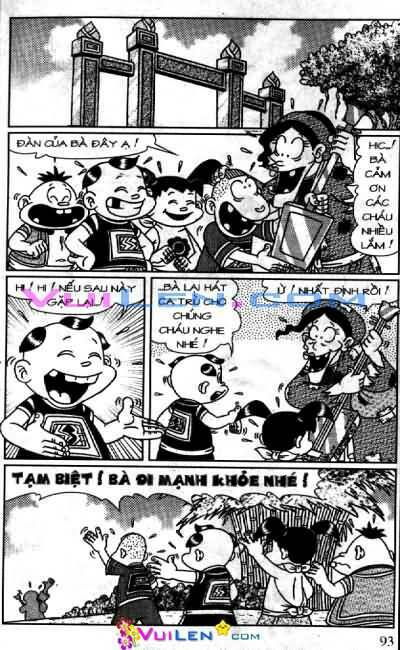 ĐÀN CỦA BÀ ĐÂY Ạ !
HIC...!
BÀ
CẢM
ƠN
CÁC
CHÁU
NHIỀU
LẮM !
HI ! HI ! NẾU SAU NÀY
GẶP LẠI
...BÀ LẠI HÁT
CA TRÙ CHO
CHÚNG
CHÁU NGHE
NHÉ !
Ừ ! NHẤT ĐỊNH RỒI !
VUILEN.COM
TẠM BIỆT ! BÀ ĐI MẠNH KHỎE NHÉ !
93
VUILEN.COM